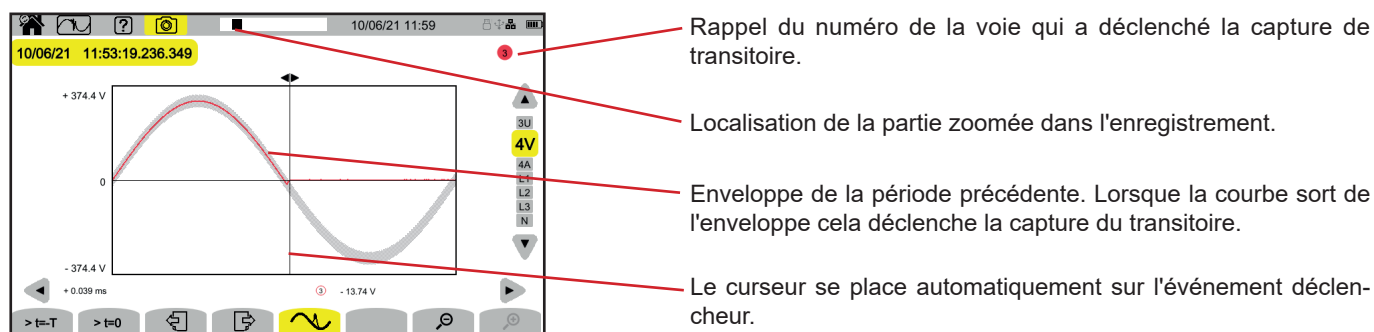 10/06/21 11:59
10/06/21 11:53:19.236.349
3
+ 374.4 V
0
- 374.4 V
3U
4V
4A
L1
L2
L3
N
+ 0.039 ms
3 - 13.74 V
> t=-T
> t=0
Rappel du numéro de la voie qui a déclenché la capture de
transitoire.
Localisation de la partie zoomée dans l'enregistrement.
Enveloppe de la période précédente. Lorsque la courbe sort de
l'enveloppe cela déclenche la capture du transitoire.
Le curseur se place automatiquement sur l'événement déclen-
cheur.